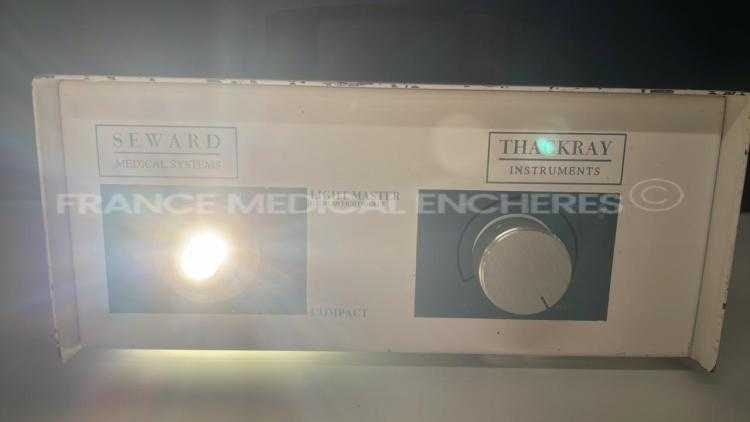 SEWARD
MEDICAL SYSTEMS
THACKRAY
INSTRUMENTS
LIGHT MASTER
FRANCE MEDICAL ENCHERES ©
COMPACT